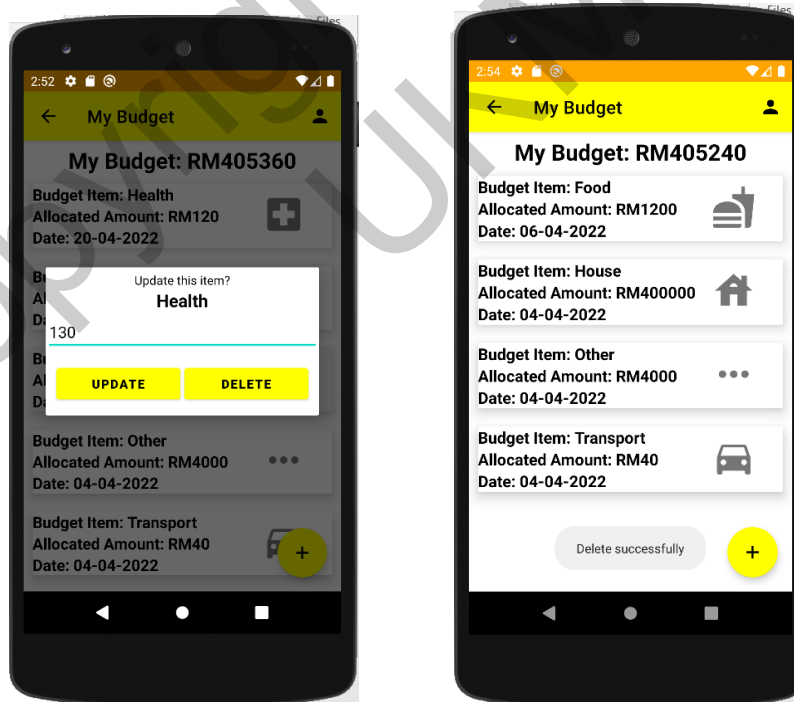 Files
2:52
My Budget
My Budget: RM405360
Budget Item: Health
Allocated Amount: RM120
Date: 20-04-2022
Update this item?
Health
130
UPDATE
DELETE
Budget Item: Other
Allocated Amount: RM4000
Date: 04-04-2022
Budget Item: Transport
Allocated Amount: RM40
Date: 04-04-2022
+
Files
2:54
My Budget
My Budget: RM405240
Budget Item: Food
Allocated Amount: RM1200
Date: 06-04-2022
Budget Item: House
Allocated Amount: RM400000
Date: 04-04-2022
Budget Item: Other
Allocated Amount: RM4000
Date: 04-04-2022
Budget Item: Transport
Allocated Amount: RM40
Date: 04-04-2022
Delete successfully
+